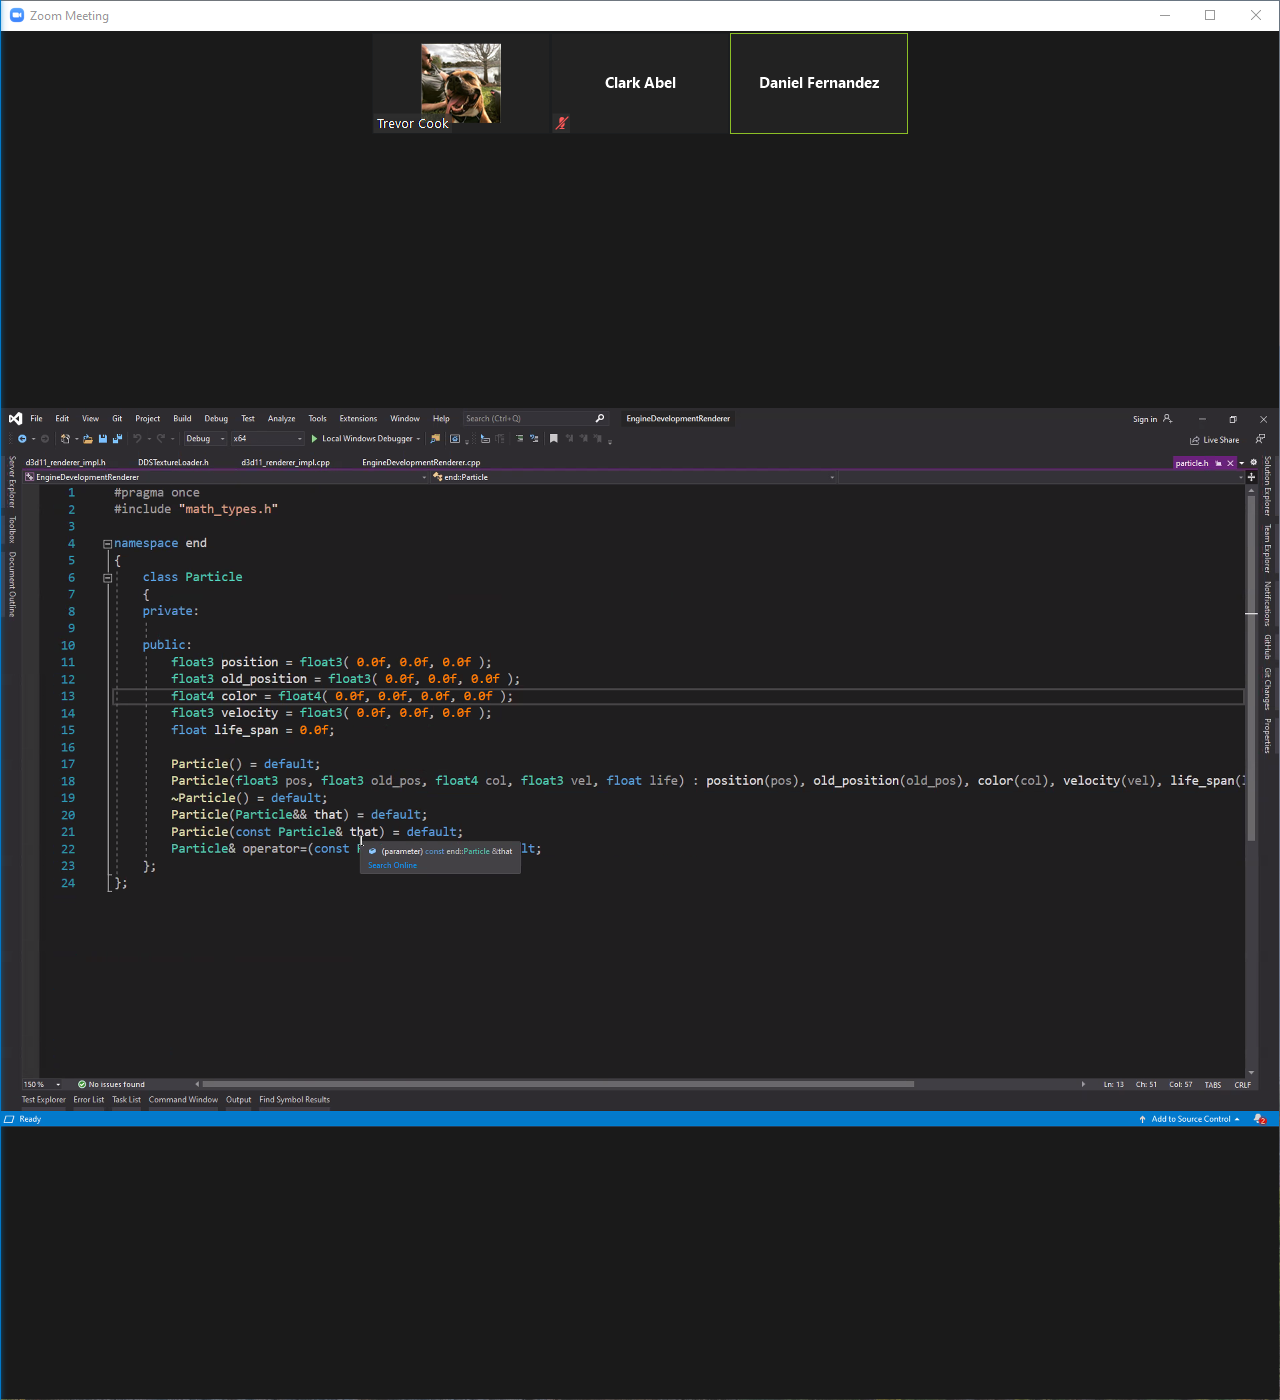 Zoom Meeting
Trevor Cook
Clark Abel
Daniel Fernandez
File Edit View Git Project Build Debug Test Analyze Tools Extensions Window Help Search (Ctrl+Q) EngineDevelopmentRenderer Sign in
Debug x64 Local Windows Debugger Live Share
d3d11_renderer_impl.h DDSTextureLoader.h d3d11_renderer_impl.cpp EngineDevelopmentRenderer.cpp particle.h
EngineDevelopmentRenderer end::Particle
Server Explorer
Toolbox
Document Outline
1 #pragma once
2 #include "math_types.h"
3
4 namespace end
5 {
6 class Particle
7 {
8 private:
9
10 public:
11 float3 position = float3( 0.0f, 0.0f, 0.0f );
12 float3 old_position = float3( 0.0f, 0.0f, 0.0f );
13 float4 color = float4( 0.0f, 0.0f, 0.0f, 0.0f );
14 float3 velocity = float3( 0.0f, 0.0f, 0.0f );
15 float life_span = 0.0f;
16
17 Particle() = default;
18 Particle(float3 pos, float3 old_pos, float4 col, float3 vel, float life) : position(pos), old_position(old_pos), color(col), velocity(vel), life_span(
19 ~Particle() = default;
20 Particle(Particle&& that) = default;
21 Particle(const Particle& that) = default;
22 Particle& operator=(const lt;
(parameter) const end::Particle &that
Search Online
23 };
24 };
Solution Explorer
Team Explorer
Notifications
GitHub
Git Changes
Properties
150 % No issues found Ln: 13 Ch: 51 Col: 57 TABS CRLF
Test Explorer Error List Task List Command Window Output Find Symbol Results
Ready Add to Source Control 2